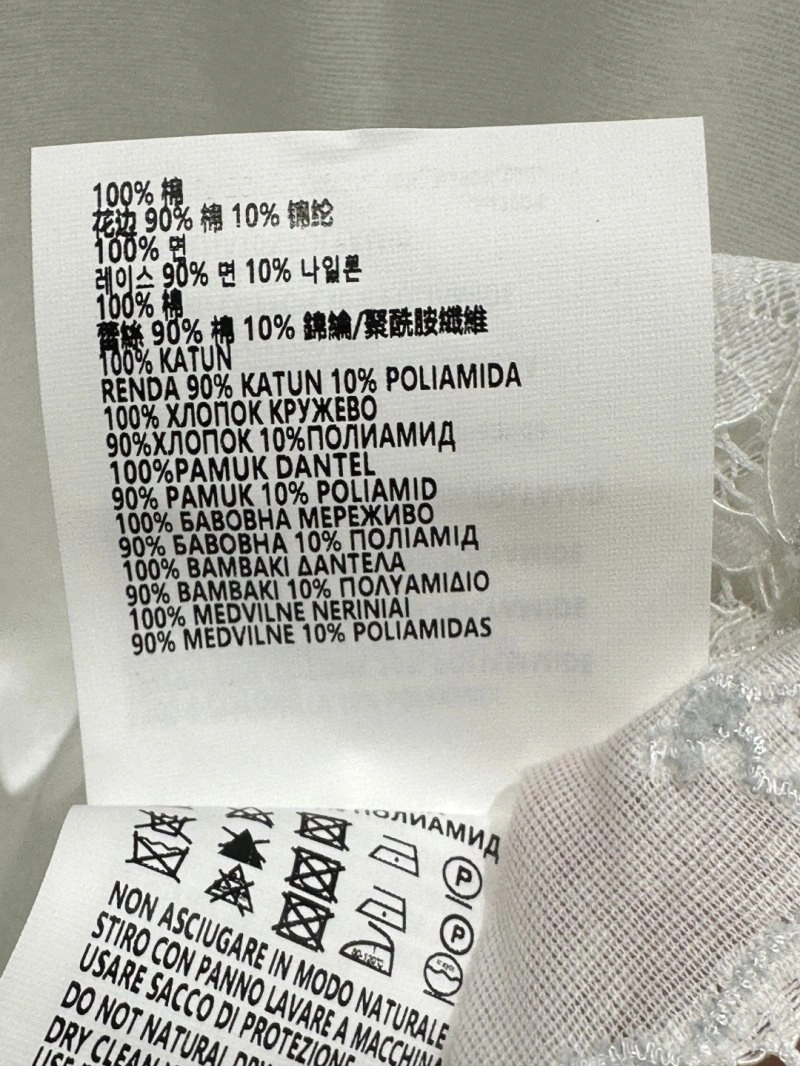 100% 棉
花边 90% 棉 10% 锦纶
100% 면
레이스 90% 면 10% 나일론
100% 棉
蕾絲 90% 棉 10% 錦綸/聚酰胺纖維
100% KATUN
RENDA 90% KATUN 10% POLIAMIDA
100% ХЛОПОК КРУЖЕВО
90%ХЛОПОК 10%ПОЛИАМИД
100%PAMUK DANTEL
90% PAMUK 10% POLIAMID
100% БАВОВНА МЕРЕЖИВО
90% БАВОВНА 10% ПОЛІАМІД
100% ΒΑΜΒΑΚΙ ΔΑΝΤΕΛΑ
90% ΒΑΜΒΑΚΙ 10% ΠΟΛΥΑΜΙΔΙΟ
100% MEDVILNE NERINIAI
90% MEDVILNE 10% POLIAMIDAS
ПОЛИАМИД
P
P
NON ASCIUGARE IN MODO NATURALE
STIRO CON PANNO LAVARE A MACCHINA
USARE SACCO DI PROTEZIONE
DO NOT NATURAL DRY
DRY CLEAN